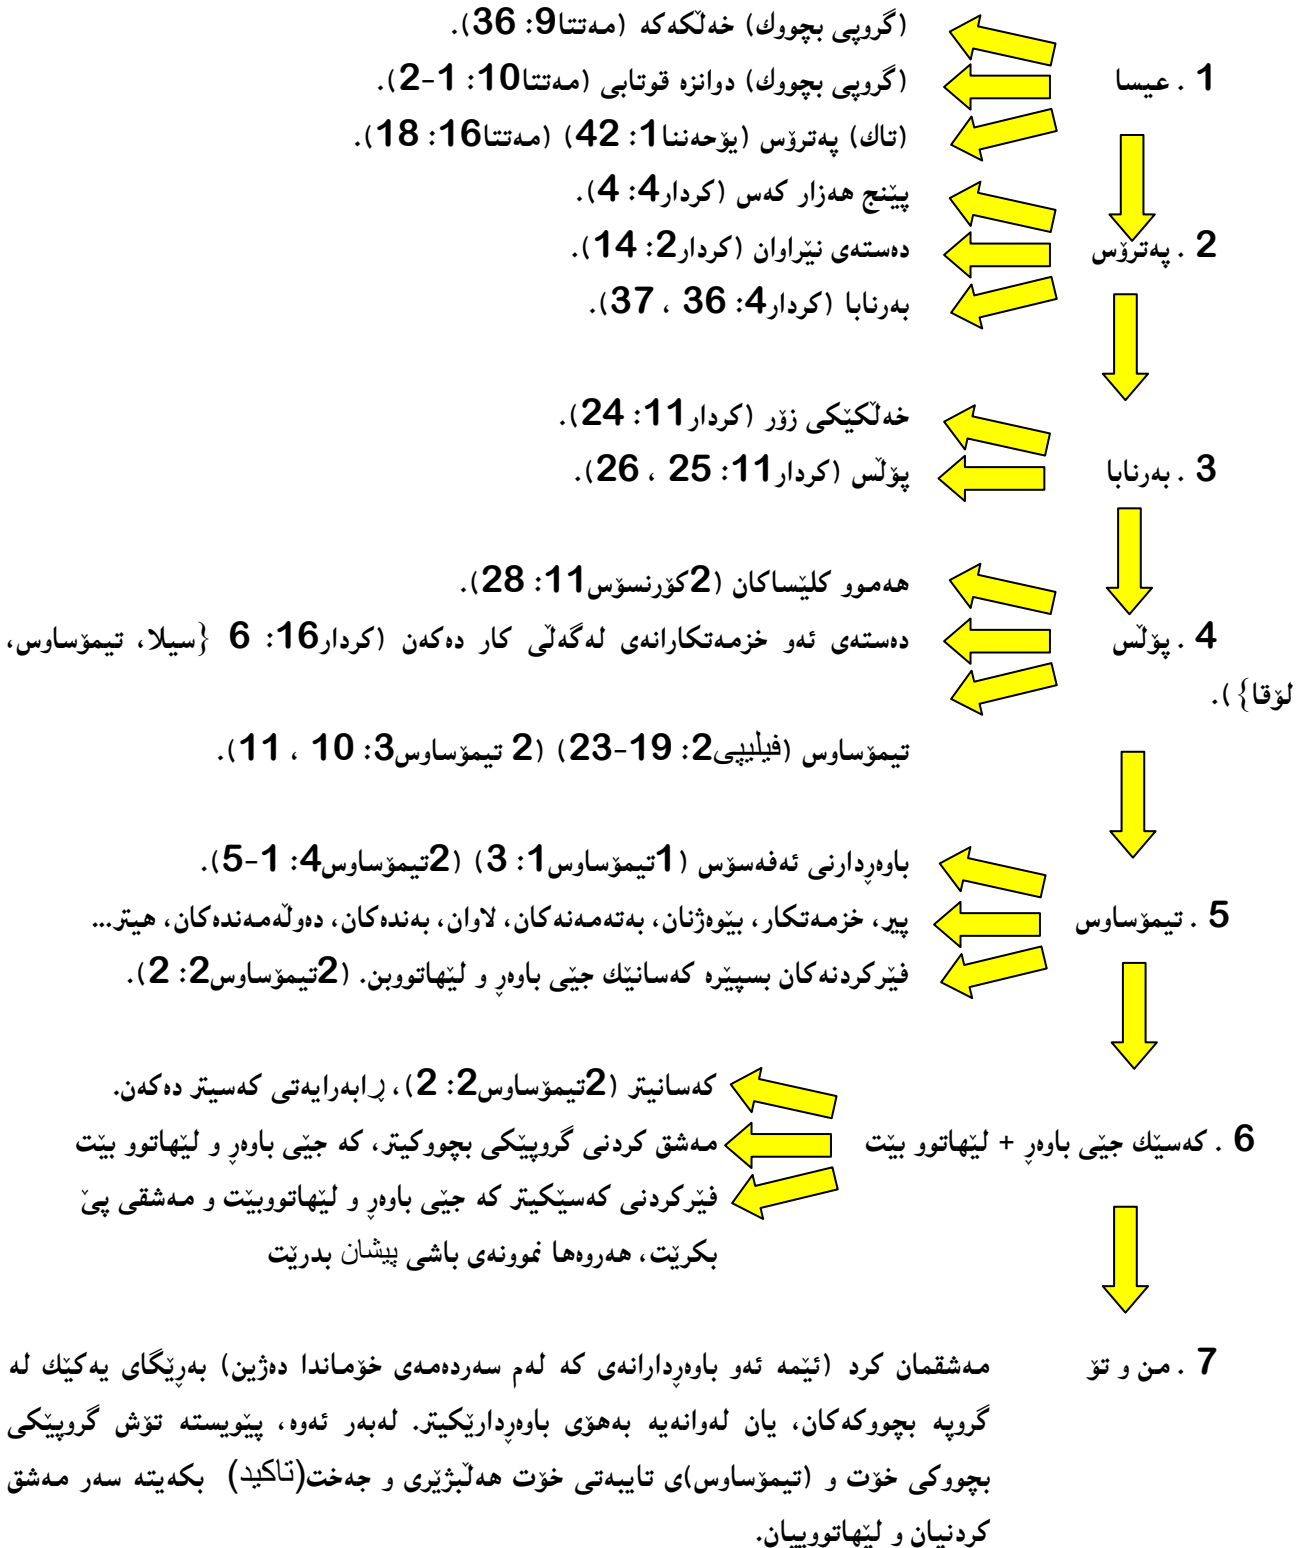 (گروپی بچووك) خەڵكەكە (مەتتا9: 36).
1 . عیسا (گروپی بچووك) دوانزە قوتابی (مەتتا10: 1-2).
(تاك) پەترۆس (یۆحەننا1: 42) (مەتتا16: 18).
پێنج هەزار كەس (كردار4: 4).
2 . پەترۆس دەستەی نێراوان (كردار2: 14).
بەرنابا (كردار4: 36 ، 37).
خەڵكێكی زۆر (كردار11: 24).
3 . بەرنابا پۆڵس (كردار11: 25 ، 26).
هەموو كلێساكان (2كۆرنسۆس11: 28).
4 . پۆڵس دەستەی ئەو خزمەتكارانەی لەگەڵی كار دەكەن (كردار16: 6 {سیلا، تیمۆساوس،
لۆقا}).
تیمۆساوس (فیلیپی2: 19-23) (2 تیمۆساوس3: 10 ، 11).
باوەڕدارنی ئەفەسۆس (1تیمۆساوس1: 3) (2تیمۆساوس4: 1-5).
5 . تیمۆساوس پیر، خزمەتكار، بێوەژنان، بەتەمەنەكان، لاوان، بەندەكان، دەوڵەمەندەكان، هیتر...
فێركردنەكان بسپێرە كەسانێك جێی باوەڕ و لێهاتووبن. (2تیمۆساوس2: 2).
كەسانیتر (2تیمۆساوس2: 2)، ڕابەرایەتی كەسیتر دەكەن.
6 . كەسێك جێی باوەڕ + لێهاتوو بێت مەشق كردنی گروپێكی بچووكیتر، كە جێی باوەڕ و لێهاتوو بێت
فێركردنی كەسێكیتر كە جێی باوەڕ و لێهاتووبێت و مەشقی پێ
بكرێت، هەروەها نموونەی باشی پیشان بدرێت
7 . من و تۆ مەشقمان كرد (ئێمە ئەو باوەڕدارانەی كە لەم سەردەمەی خۆماندا دەژین) بەڕێگای یەكێك لە
گروپە بچووكەكان، یان لەوانەیە بەهۆی باوەڕدارێكیتر. لەبەر ئەوە، پێویستە تۆش گروپێكی
بچووكی خۆت و (تیمۆساوس)ی تایبەتی خۆت هەڵبژێری و جەخت(تاكید) بكەیتە سەر مەشق
كردنیان و لێهاتووییان.